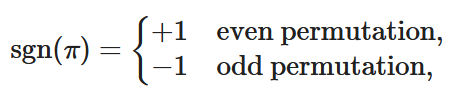 sgn(π) = { +1 even permutation,
−1 odd permutation,